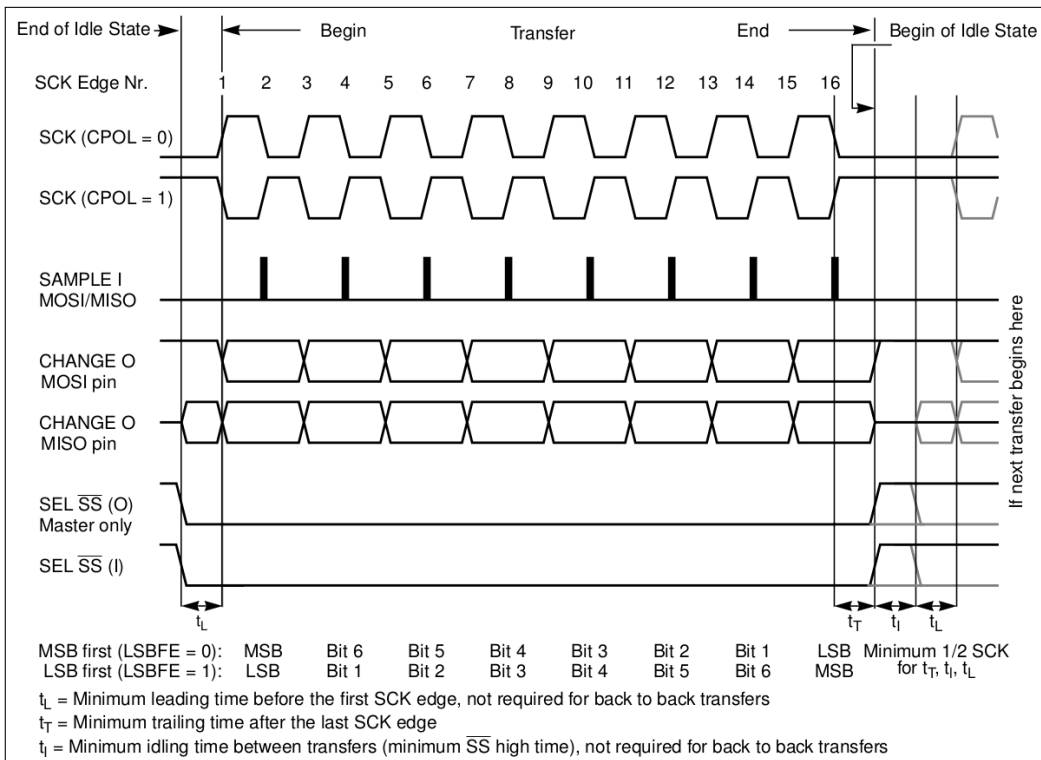 End of Idle State Begin Transfer End Begin of Idle State
SCK Edge Nr. 1 2 3 4 5 6 7 8 9 10 11 12 13 14 15 16
SCK (CPOL = 0)
SCK (CPOL = 1)
SAMPLE I
MOSI/MISO
CHANGE O
MOSI pin
CHANGE O
MISO pin
SEL SS (O)
Master only
SEL SS (I)
If next transfer begins here
tL tT tI tL
MSB first (LSBFE = 0): MSB Bit 6 Bit 5 Bit 4 Bit 3 Bit 2 Bit 1 LSB Minimum 1/2 SCK
LSB first (LSBFE = 1): LSB Bit 1 Bit 2 Bit 3 Bit 4 Bit 5 Bit 6 MSB for tT, tl, tL
tL = Minimum leading time before the first SCK edge, not required for back to back transfers
tT = Minimum trailing time after the last SCK edge
tI = Minimum idling time between transfers (minimum SS high time), not required for back to back transfers